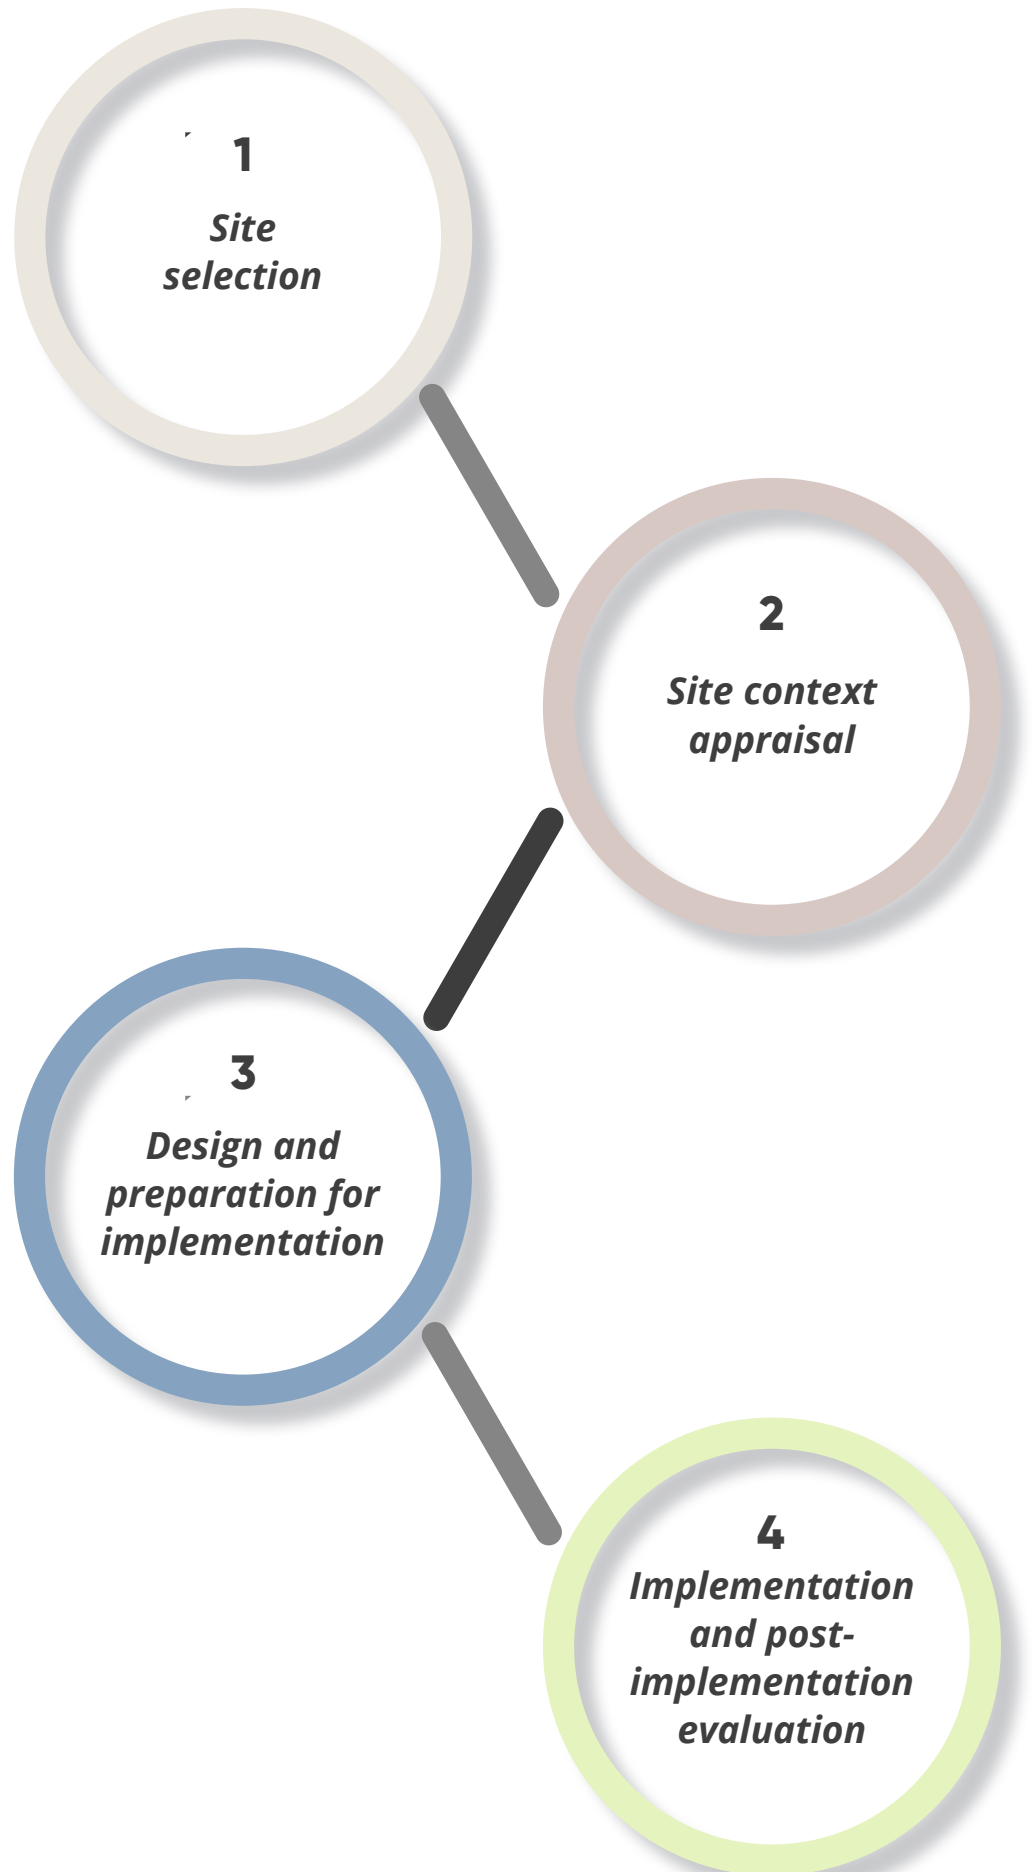 1
Site
selection
2
Site context
appraisal
3
Design and
preparation for
implementation
4
Implementation
and post-
implementation
evaluation